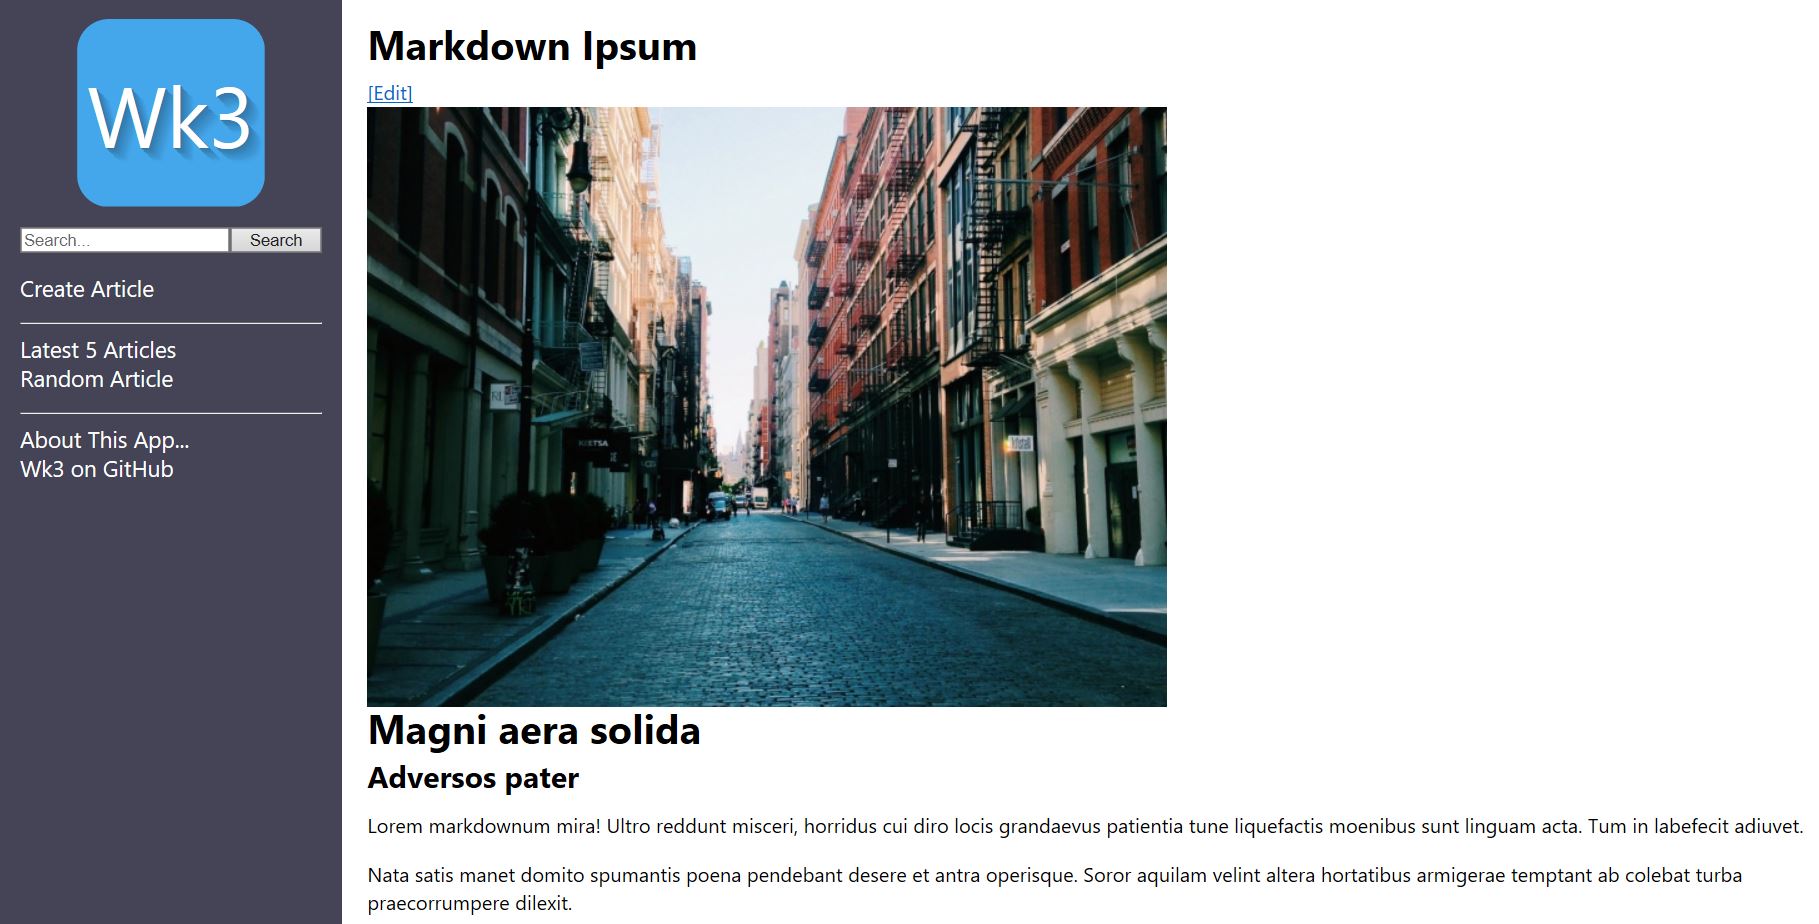 Wk3
Search...
Search
Create Article
Latest 5 Articles
Random Article
About This App...
Wk3 on GitHub
Markdown Ipsum
[Edit]
KEETSA
Magni aera solida
Adversos pater
Lorem markdownum mira! Ultro reddunt misceri, horridus cui diro locis grandaevus patientia tune liquefactis moenibus sunt linguam acta. Tum in labefecit adiuvet.
Nata satis manet domito spumantis poena pendebant desere et antra operisque. Soror aquilam velint altera hortatibus armigerae temptant ab colebat turba
praecorrumpere dilexit.